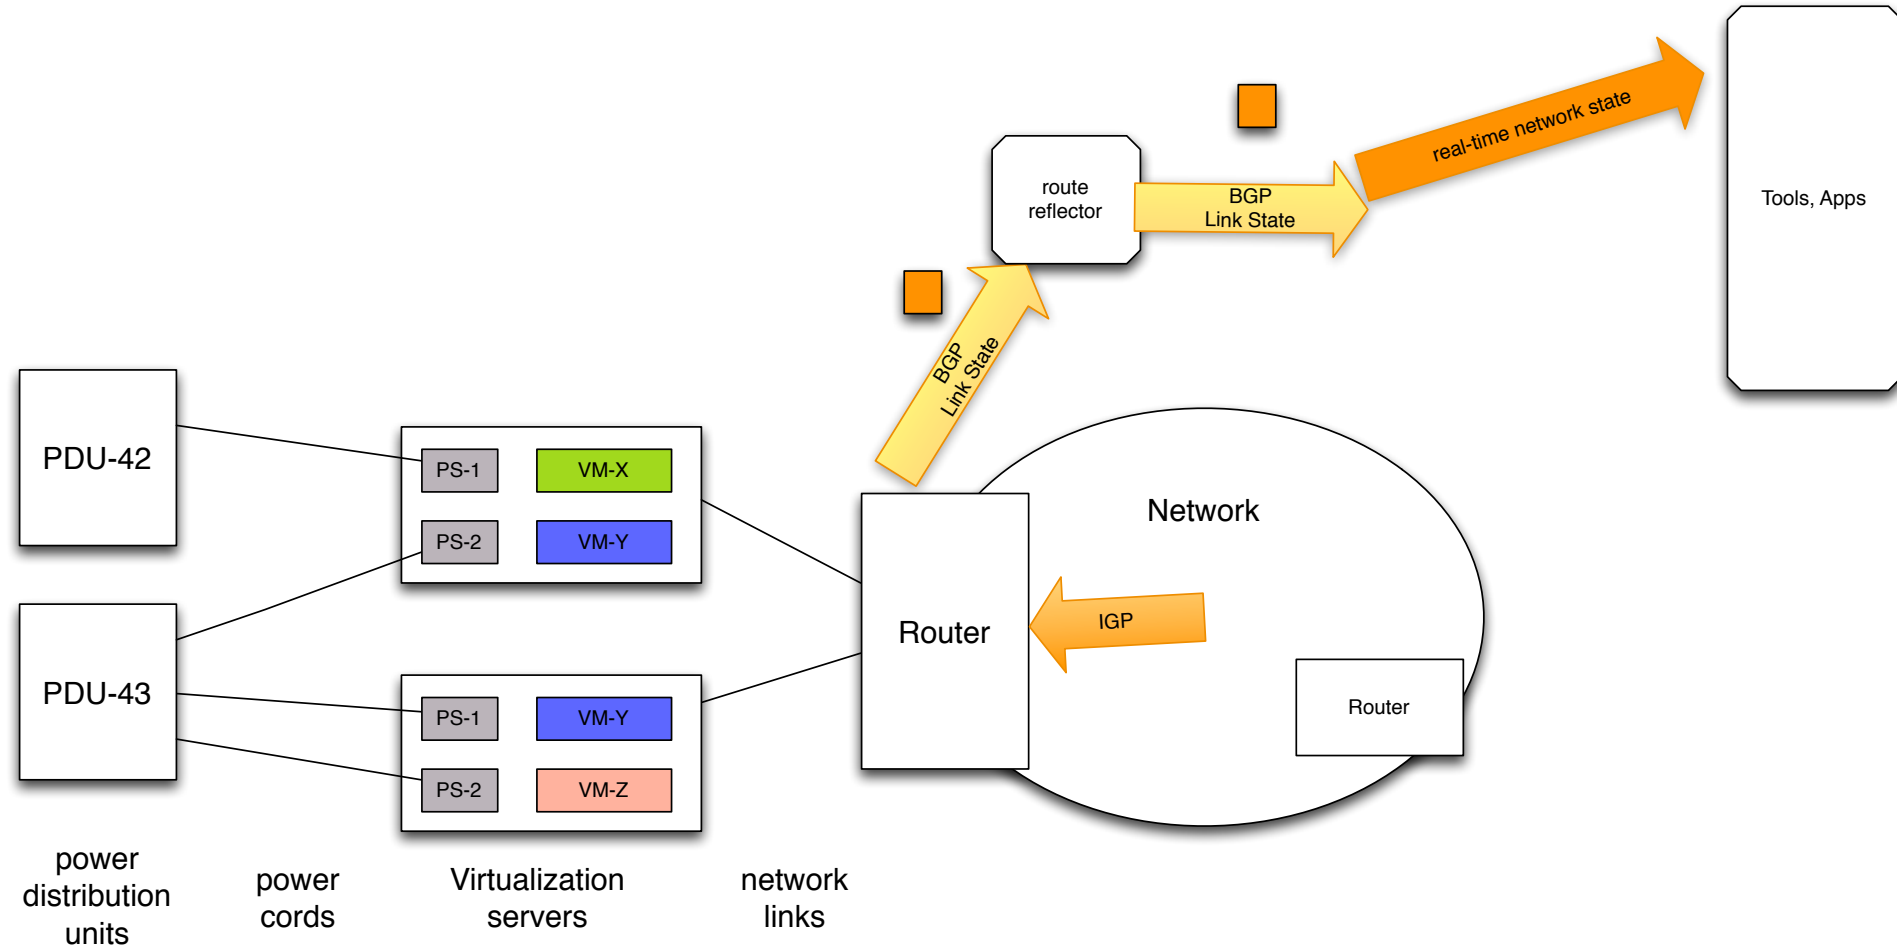 real-time network state
route
reflector
BGP
Link State
Tools, Apps
BGP
Link State
PDU-42
PS-1
VM-X
PS-2
VM-Y
Network
Router
IGP
PDU-43
PS-1
VM-Y
PS-2
VM-Z
Router
power
distribution
units
power
cords
Virtualization
servers
network
links